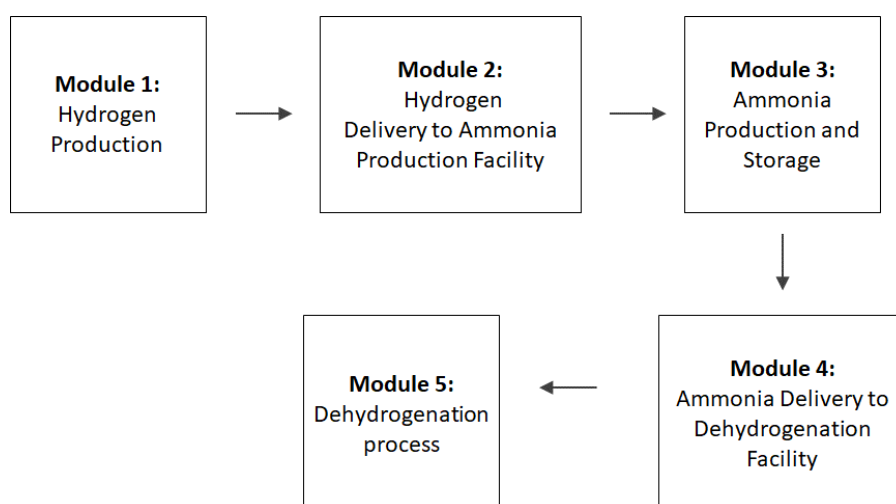 Module 1:
Hydrogen
Production
Module 2:
Hydrogen
Delivery to Ammonia
Production Facility
Module 3:
Ammonia
Production and
Storage
Module 4:
Ammonia Delivery to
Dehydrogenation
Facility
Module 5:
Dehydrogenation
process